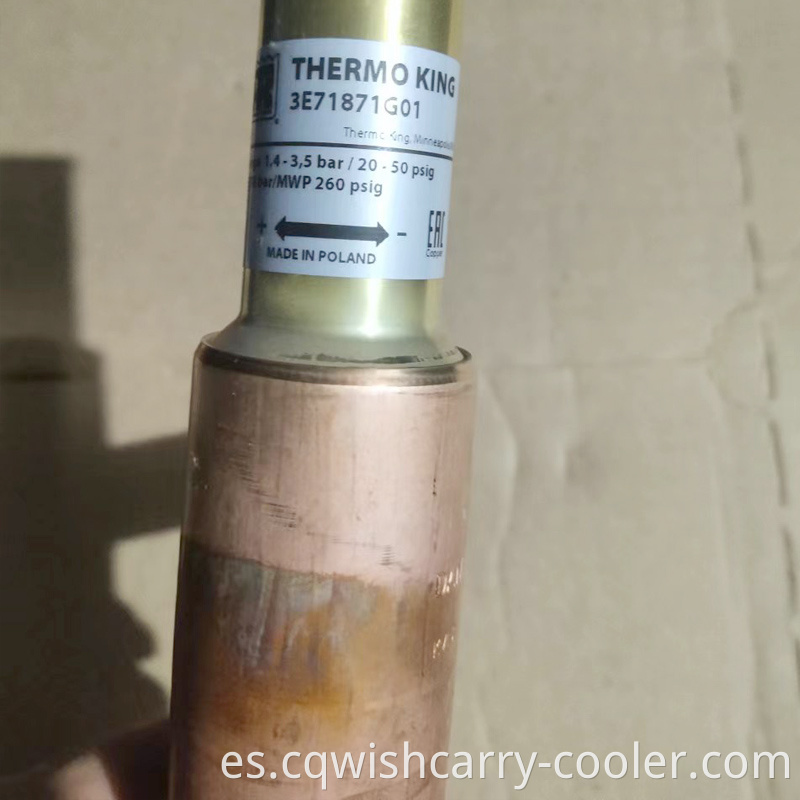 THERMO KING
3E71871G01
Thermo King, Minneapolis
1,4 - 3,5 bar / 20 - 50 psig
bar/MWP 260 psig
+ -
EAC
MADE IN POLAND
es.cqwishcarry-cooler.com